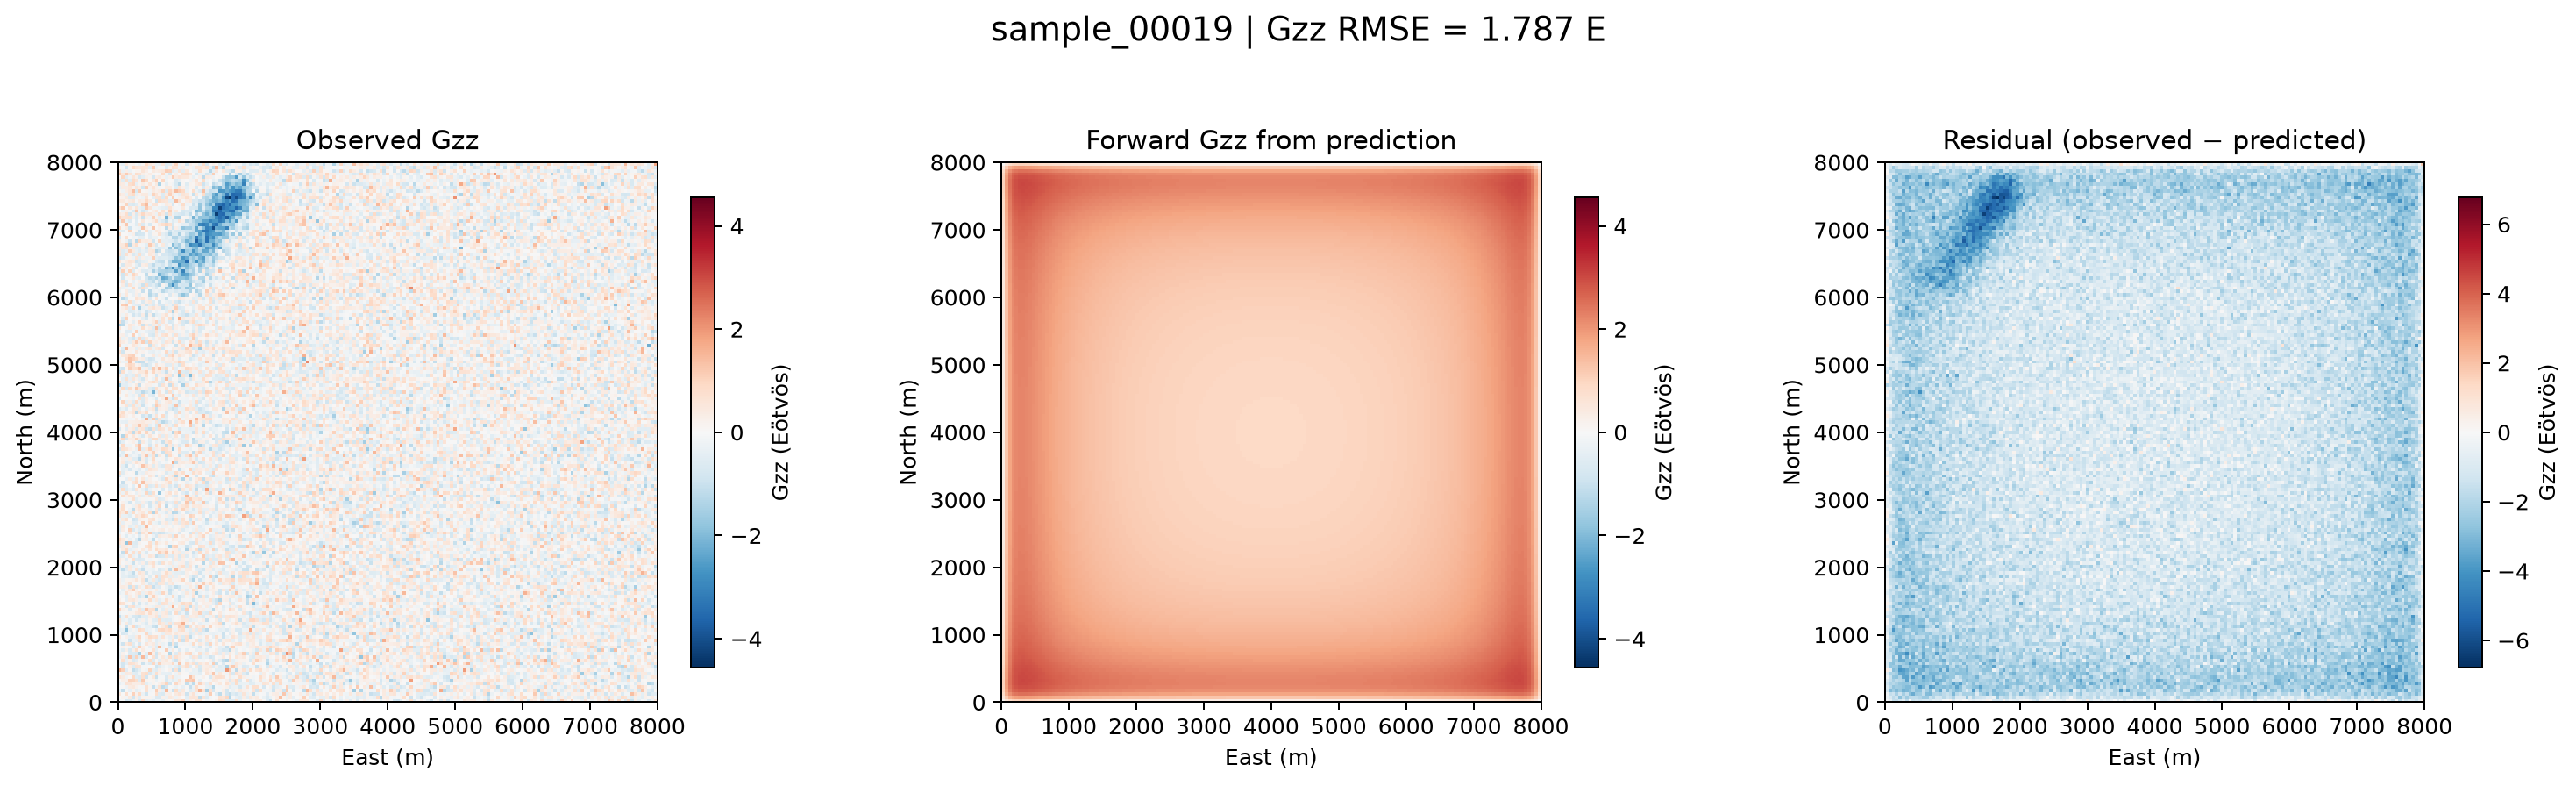 sample_00019 | Gzz RMSE = 1.787 E
Observed Gzz
Forward Gzz from prediction
Residual (observed − predicted)
8000
7000
6000
5000
4000
3000
2000
1000
0
North (m)
0 1000 2000 3000 4000 5000 6000 7000 8000
East (m)
4
2
0
−2
−4
Gzz (Eötvös)
8000
7000
6000
5000
4000
3000
2000
1000
0
North (m)
0 1000 2000 3000 4000 5000 6000 7000 8000
East (m)
4
2
0
−2
−4
Gzz (Eötvös)
8000
7000
6000
5000
4000
3000
2000
1000
0
North (m)
0 1000 2000 3000 4000 5000 6000 7000 8000
East (m)
6
4
2
0
−2
−4
−6
Gzz (Eötvös)